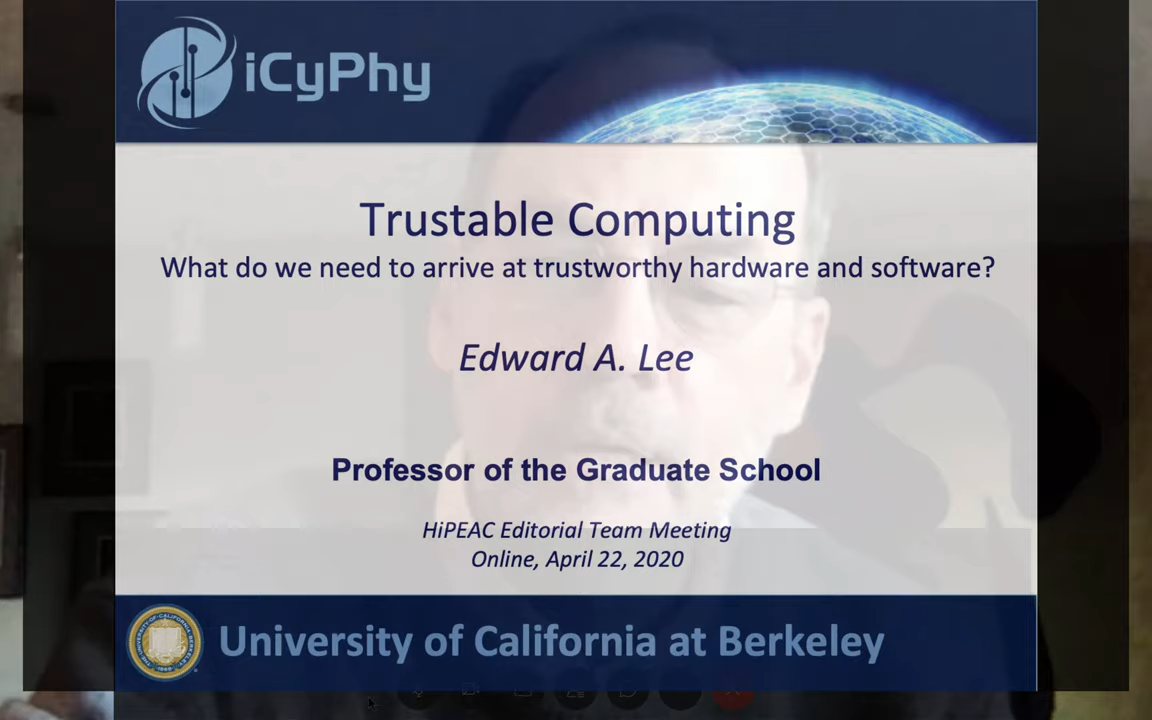 iCyPhy
Trustable Computing
What do we need to arrive at trustworthy hardware and software?
Edward A. Lee
Professor of the Graduate School
HiPEAC Editorial Team Meeting
Online, April 22, 2020
University of California at Berkeley